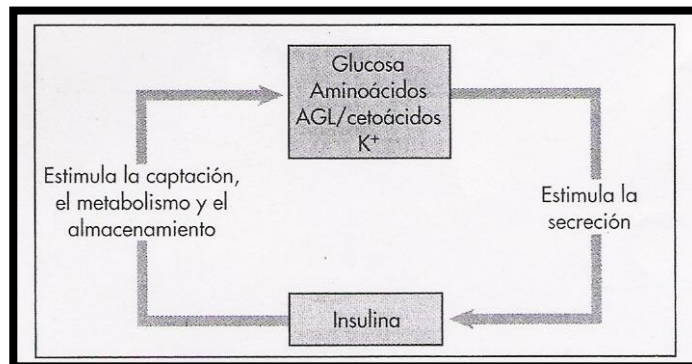 Glucosa
Aminoácidos
AGL/cetoácidos
K⁺
Estimula la captación,
el metabolismo y el
almacenamiento
Estimula la
secreción
Insulina